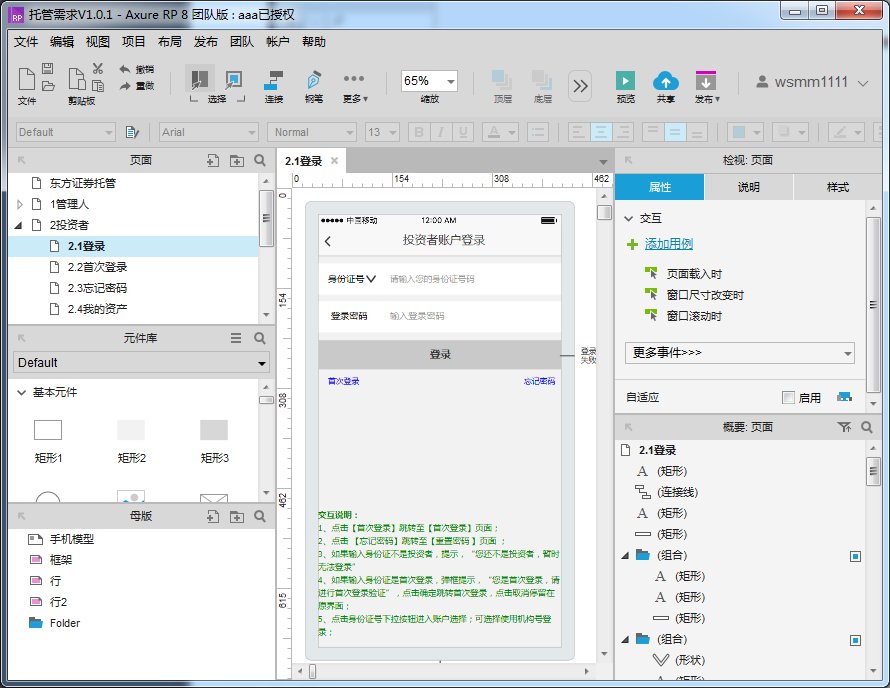 托管需求V1.0.1 - Axure RP 8 团队版 : aaa已授权
文件 编辑 视图 项目 布局 发布 团队 帐户 帮助
撤销
重做
文件 剪贴板 选择 连接 钢笔 更多▾ 65% 缩放 顶层 底层 预览 共享 发布▾ wsmm1111
Default Arial Normal 13 B I U A
页面
东方证券托管
1管理人
2投资者
2.1登录
2.2首次登录
2.3忘记密码
2.4我的资产
元件库
Default
基本元件
矩形1 矩形2 矩形3
母版
手机模型
框架
行
行2
Folder
2.1登录
0 154 308 462
0
154
308
462
615
中国移动 12:00 AM
投资者账户登录
身份证号 请输入您的身份证号码
登录密码 输入登录密码
登录
登录
失败
首次登录 忘记密码
交互说明：
1、点击【首次登录】跳转至【首次登录】页面；
2、点击 【忘记密码】跳转至【重置密码 】页面 ；
3、如果输入身份证不是投资者，提示，“您还不是投资者，暂时
无法登录”
4、如果输入身份证是首次登录，弹框提示，“您是首次登录，请
进行首次登录验证”，点击确定跳转首次登录，点击取消停留在
原界面；
5、点击身份证号下拉按钮进入账户选择；可选择使用机构号登
录；
检视: 页面
属性 说明 样式
交互
添加用例
页面载入时
窗口尺寸改变时
窗口滚动时
更多事件>>>
自适应 启用
概要: 页面
2.1登录
A (矩形)
(连接线)
A (矩形)
(矩形)
(组合)
A (矩形)
A (矩形)
(矩形)
(组合)
(形状)